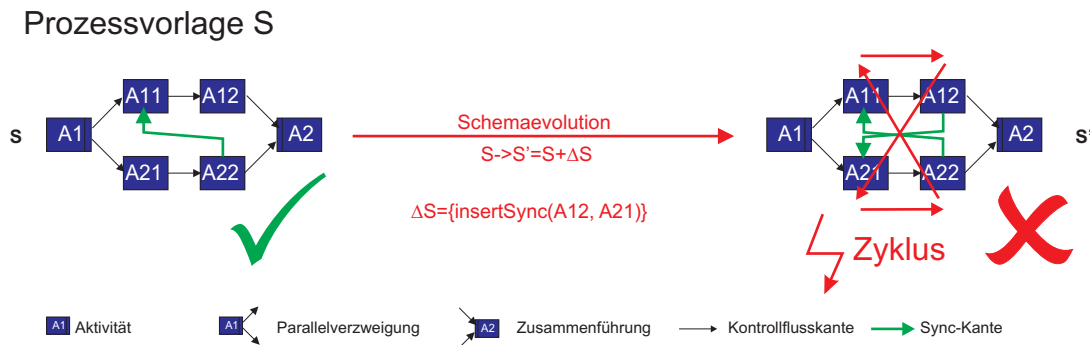 Prozessvorlage S
A11 A12 A11 A12
S A1 A2 Schemaevolution A1 A2 S'
S->S'=S+ΔS
A21 A22 A21 A22
ΔS={insertSync(A12, A21)}
Zyklus
A1 Aktivität A1 Parallelverzweigung A2 Zusammenführung Kontrollflusskante Sync-Kante